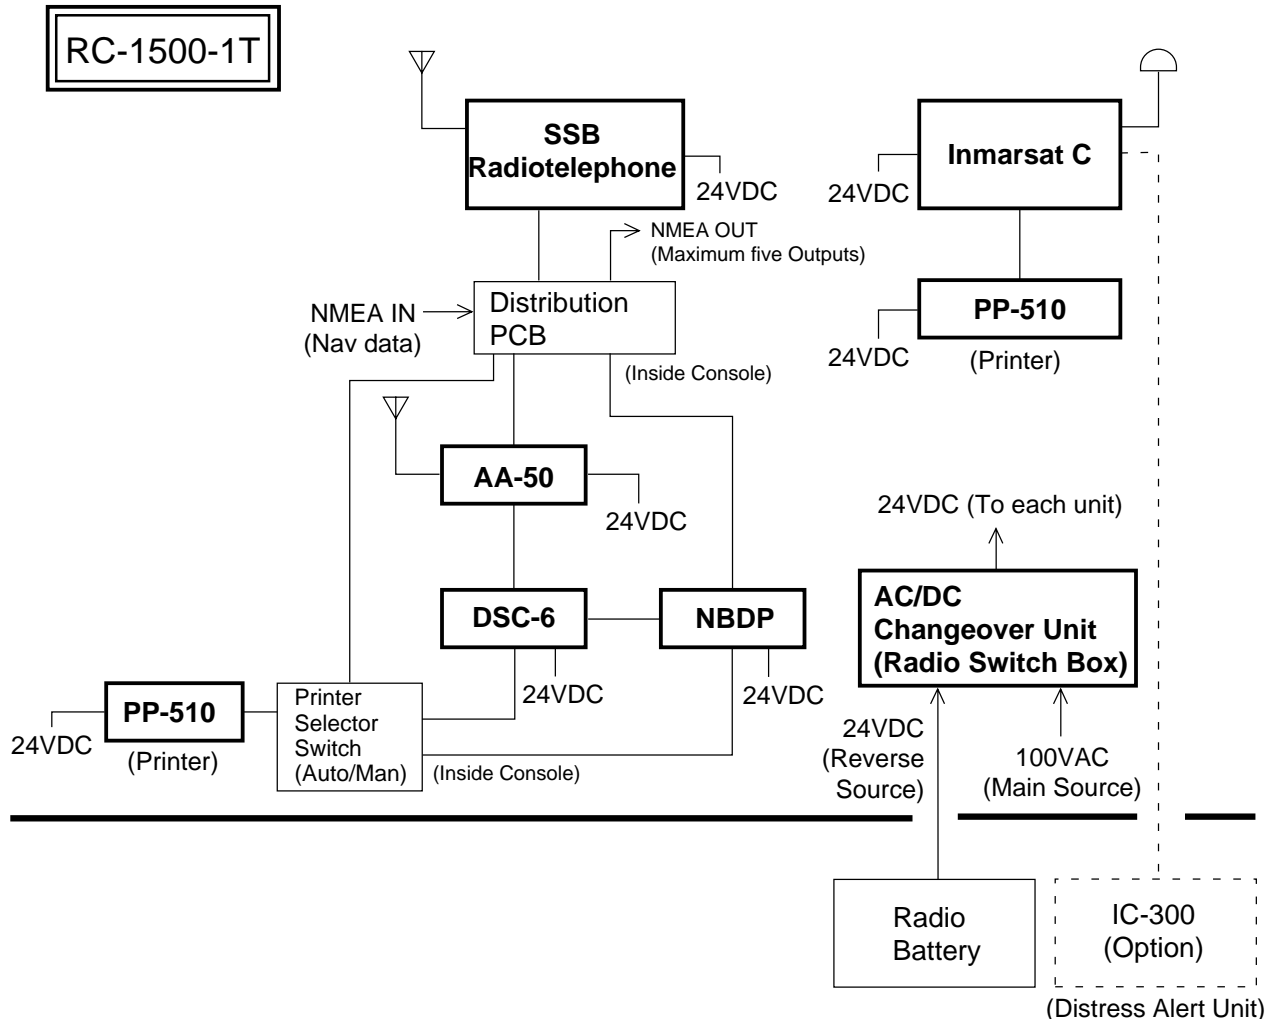 RC-1500-1T
SSB
Radiotelephone
24VDC
Inmarsat C
24VDC
NMEA OUT
(Maximum five Outputs)
NMEA IN
(Nav data)
Distribution
PCB
(Inside Console)
PP-510
(Printer)
24VDC
AA-50
24VDC
24VDC (To each unit)
DSC-6
24VDC
NBDP
24VDC
AC/DC
Changeover Unit
(Radio Switch Box)
PP-510
(Printer)
24VDC
Printer
Selector
Switch
(Auto/Man)
(Inside Console)
24VDC
(Reverse
Source)
100VAC
(Main Source)
Radio
Battery
IC-300
(Option)
(Distress Alert Unit)